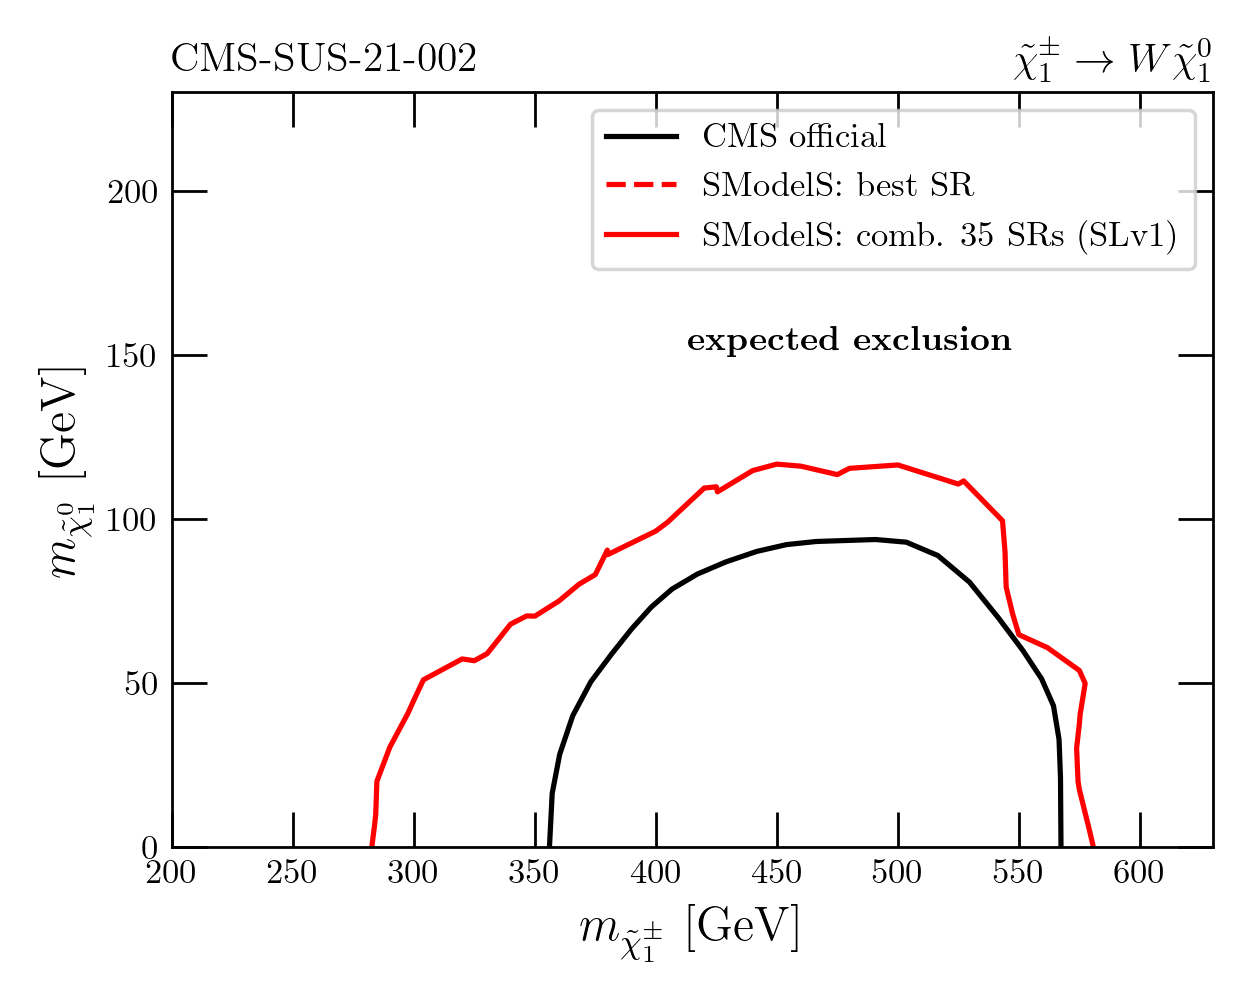 CMS-SUS-21-002
χ̃₁± → Wχ̃₁⁰
CMS official
SModelS: best SR
SModelS: comb. 35 SRs (SLv1)
expected exclusion
200
150
100
50
0
m_χ̃₁⁰ [GeV]
200 250 300 350 400 450 500 550 600
m_χ̃₁± [GeV]